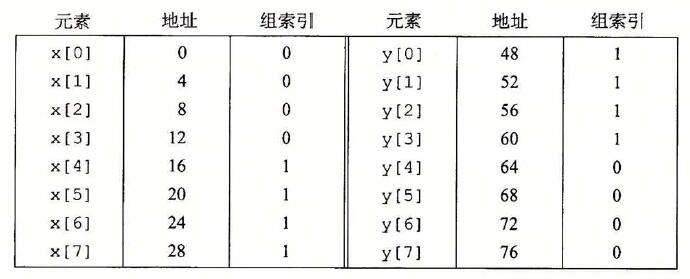 元素 地址 组索引 元素 地址 组索引
x[0] 0 0 y[0] 48 1
x[1] 4 0 y[1] 52 1
x[2] 8 0 y[2] 56 1
x[3] 12 0 y[3] 60 1
x[4] 16 1 y[4] 64 0
x[5] 20 1 y[5] 68 0
x[6] 24 1 y[6] 72 0
x[7] 28 1 y[7] 76 0